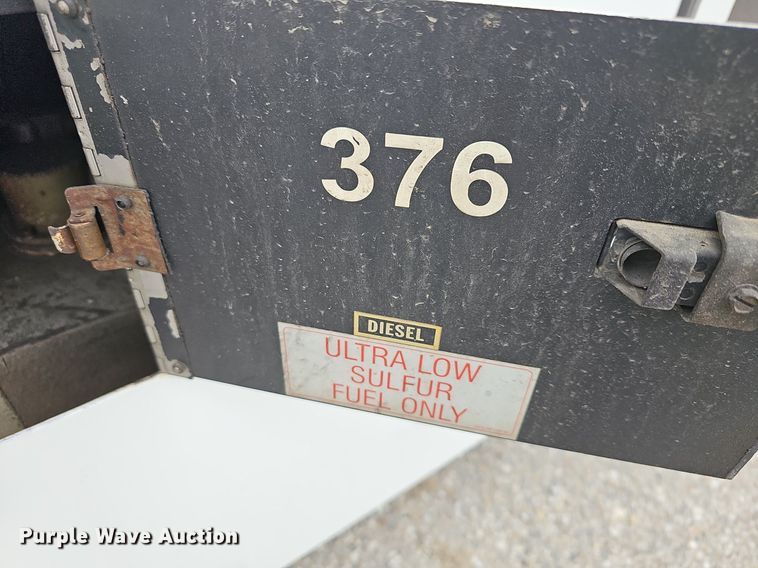 376
DIESEL
ULTRA LOW
SULFUR
FUEL ONLY
Purple Wave Auction